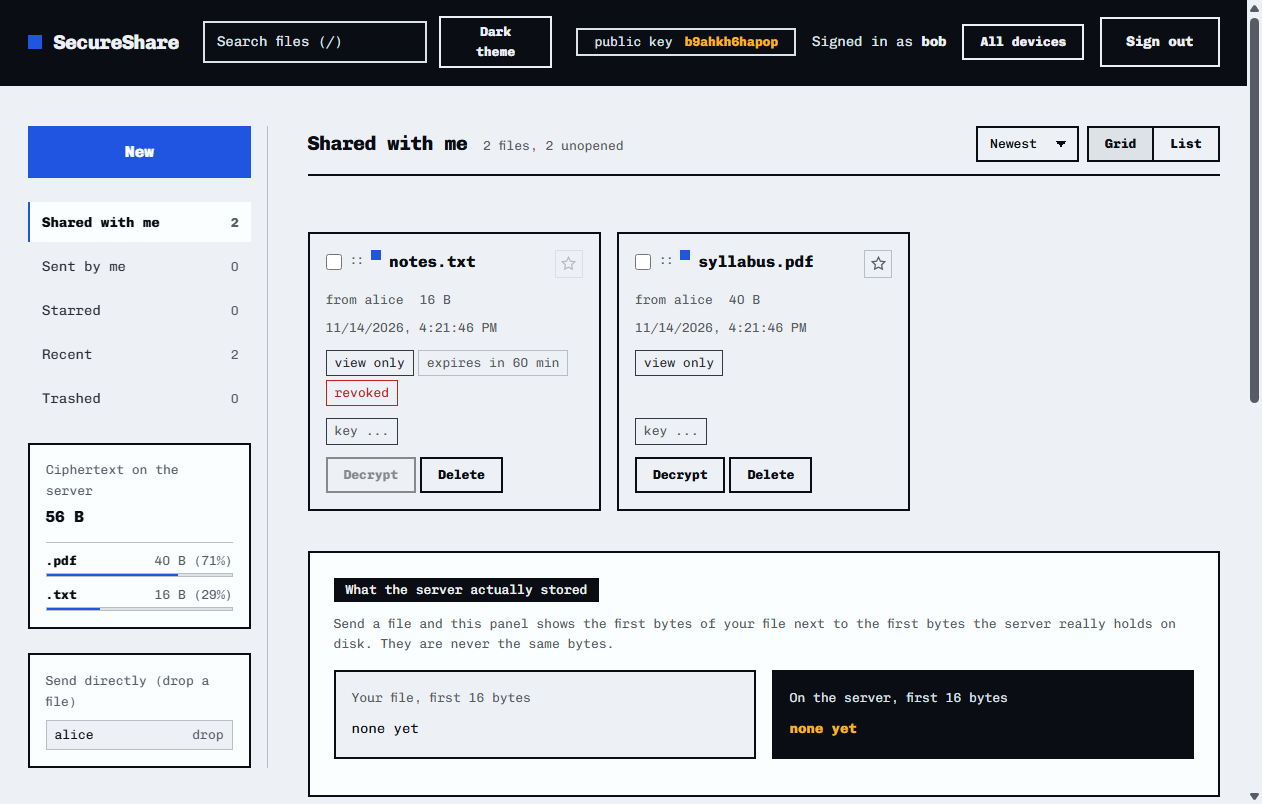 SecureShare
Search files (/)
Dark
theme
public key b9ahkh6hapop
Signed in as bob
All devices
Sign out
New
Shared with me 2
Sent by me 0
Starred 0
Recent 2
Trashed 0
Ciphertext on the
server
56 B
.pdf 40 B (71%)
.txt 16 B (29%)
Send directly (drop a
file)
alice drop
Shared with me 2 files, 2 unopened
Newest
Grid
List
:: notes.txt
from alice 16 B
11/14/2026, 4:21:46 PM
view only expires in 60 min
revoked
key ...
Decrypt Delete
:: syllabus.pdf
from alice 40 B
11/14/2026, 4:21:46 PM
view only
key ...
Decrypt Delete
What the server actually stored
Send a file and this panel shows the first bytes of your file next to the first bytes the server really holds on
disk. They are never the same bytes.
Your file, first 16 bytes
none yet
On the server, first 16 bytes
none yet